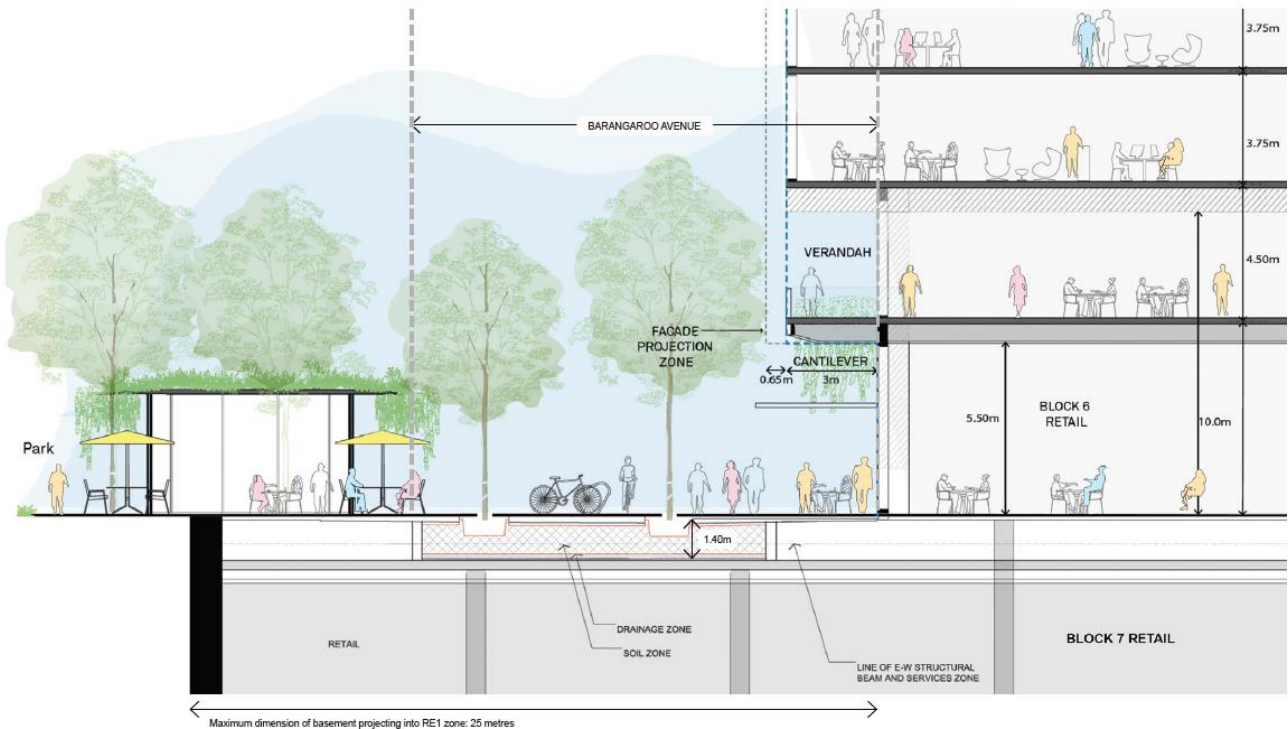 3.75m
BARANGAROO AVENUE
3.75m
VERANDAH
4.50m
FACADE
PROJECTION
ZONE
CANTILEVER
0.65m
3m
5.50m
BLOCK 6
RETAIL
10.0m
Park
1.40m
DRAINAGE ZONE
SOIL ZONE
RETAIL
BLOCK 7 RETAIL
LINE OF E-W STRUCTURAL
BEAM AND SERVICES ZONE
Maximum dimension of basement projecting into RE1 zone: 25 metres